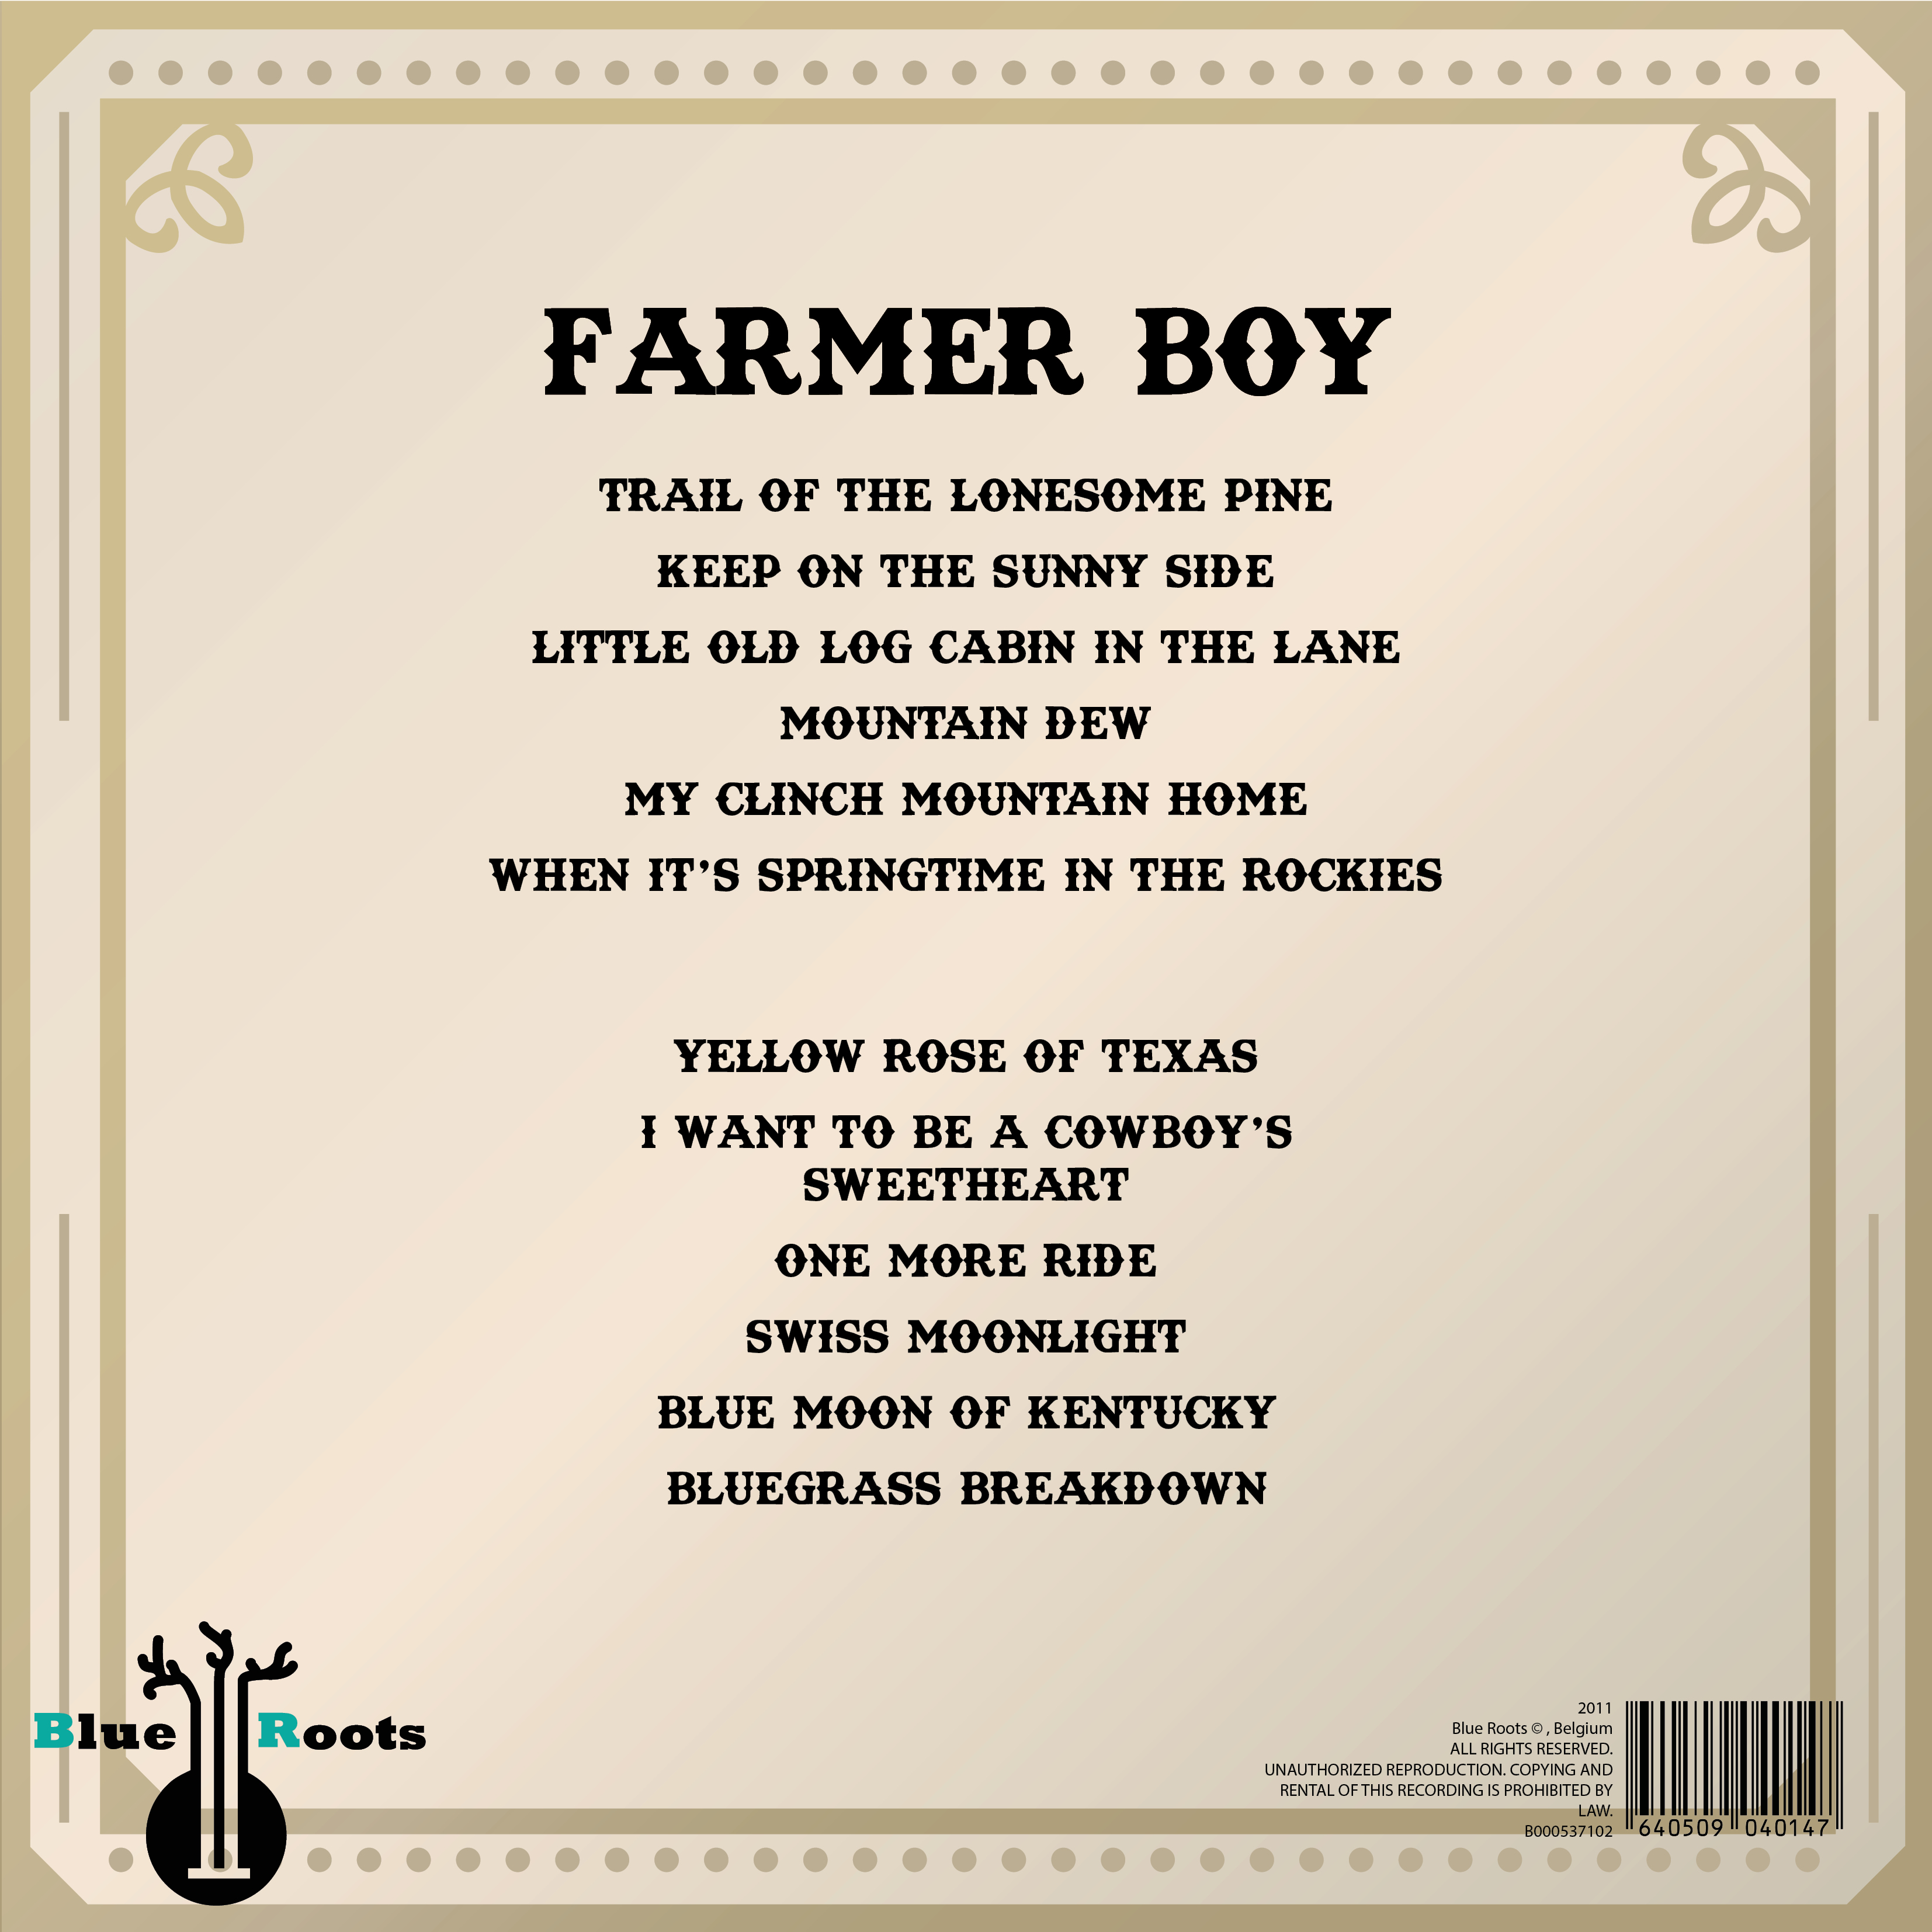 FARMER BOY
TRAIL OF THE LONESOME PINE
KEEP ON THE SUNNY SIDE
LITTLE OLD LOG CABIN IN THE LANE
MOUNTAIN DEW
MY CLINCH MOUNTAIN HOME
WHEN IT'S SPRINGTIME IN THE ROCKIES
YELLOW ROSE OF TEXAS
I WANT TO BE A COWBOY'S
SWEETHEART
ONE MORE RIDE
SWISS MOONLIGHT
BLUE MOON OF KENTUCKY
BLUEGRASS BREAKDOWN
Blue Roots
2011
Blue Roots © , Belgium
ALL RIGHTS RESERVED.
UNAUTHORIZED REPRODUCTION. COPYING AND
RENTAL OF THIS RECORDING IS PROHIBITED BY
LAW.
B000537102
640509 040147